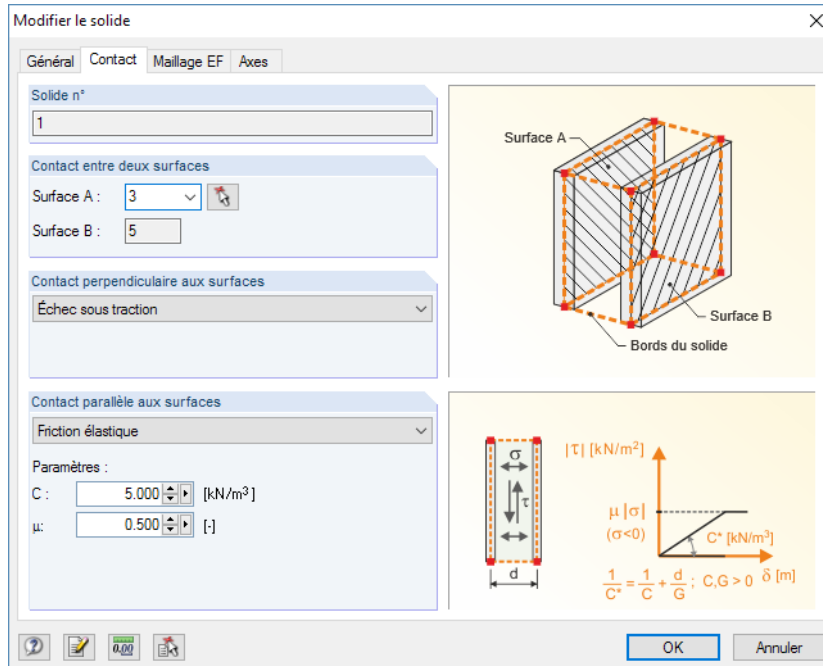 Modifier le solide
Général Contact Maillage EF Axes
Solide n°
1
Contact entre deux surfaces
Surface A : 3
Surface B : 5
Contact perpendiculaire aux surfaces
Échec sous traction
Surface A
Surface B
Bords du solide
Contact parallèle aux surfaces
Friction élastique
Paramètres :
C : 5.000 [kN/m³]
μ: 0.500 [-]
σ
τ
d
|τ| [kN/m²]
μ |σ|
(σ<0)
C* [kN/m³]
1/C* = 1/C + d/G ; C,G > 0 δ [m]
0.00
OK Annuler